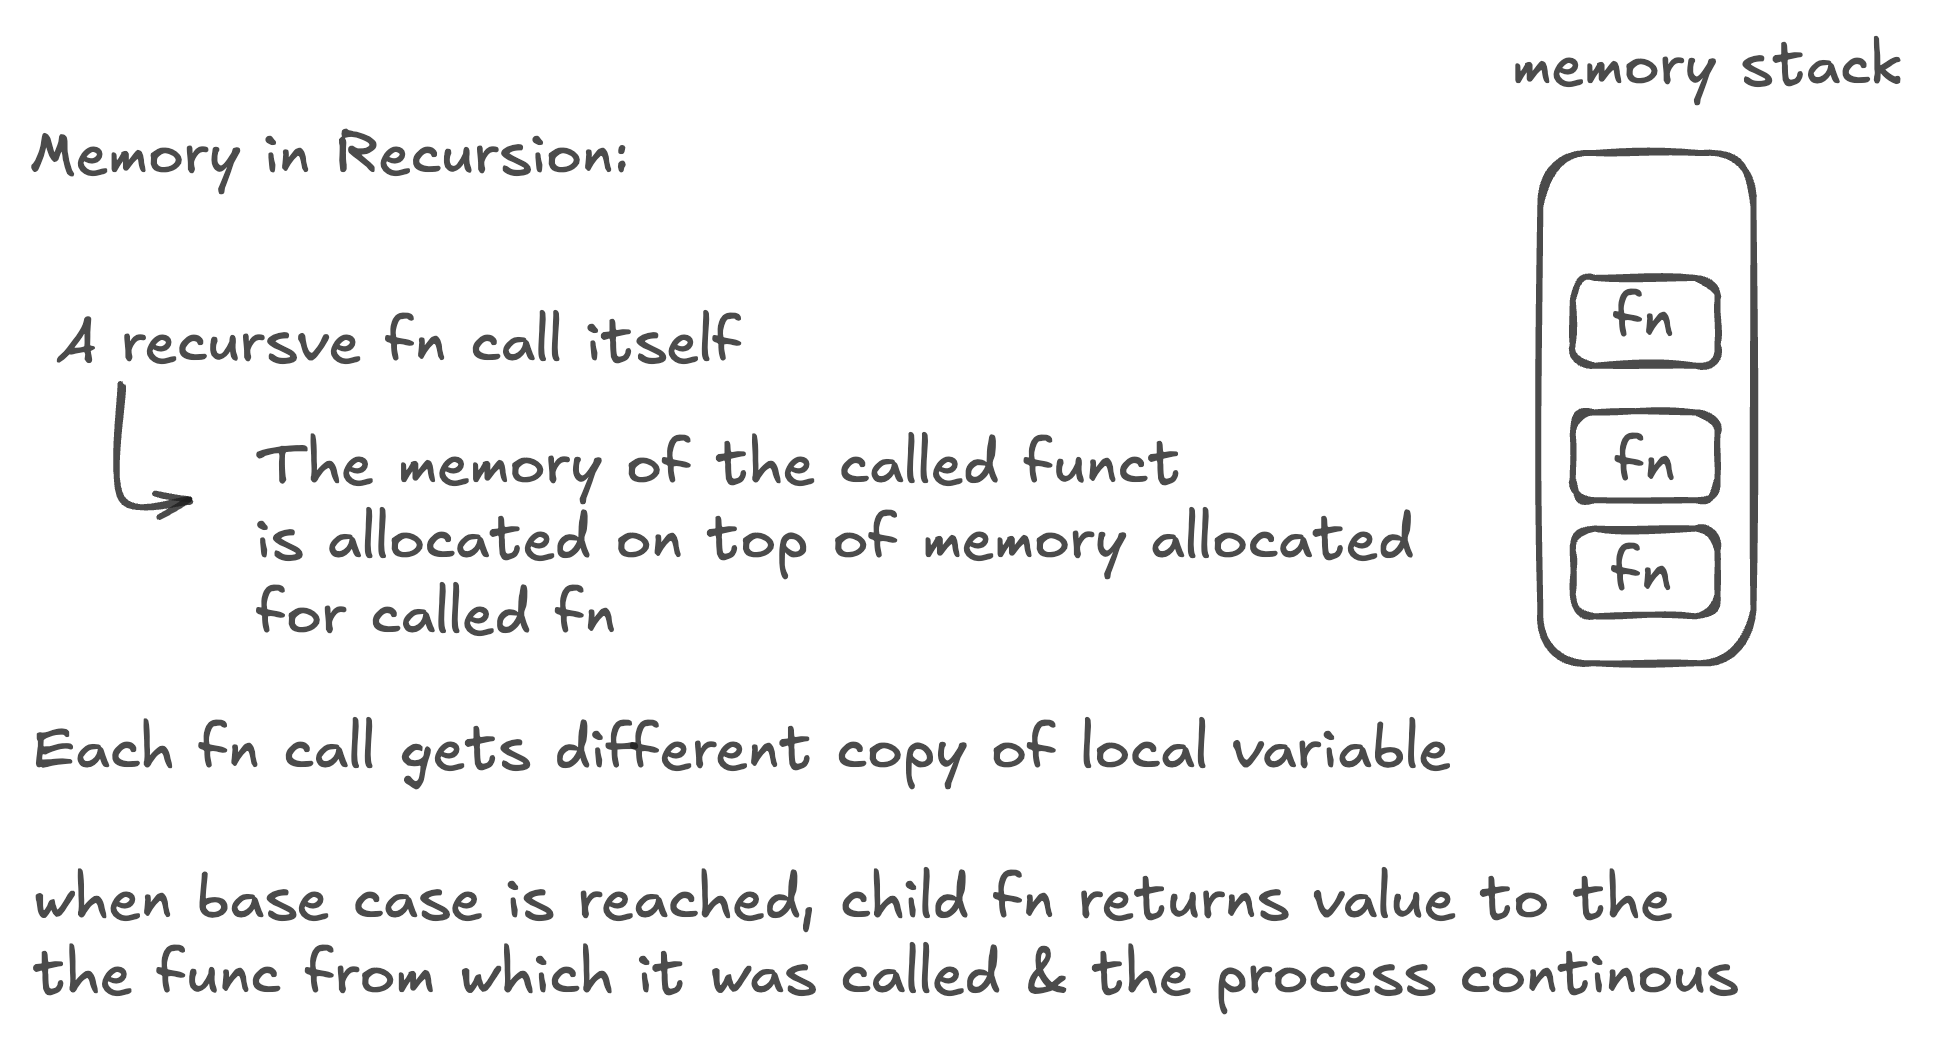 memory stack
Memory in Recursion:
A recursve fn call itself
The memory of the called funct
is allocated on top of memory allocated
for called fn
fn
fn
fn
Each fn call gets different copy of local variable
when base case is reached, child fn returns value to the
the func from which it was called & the process continous